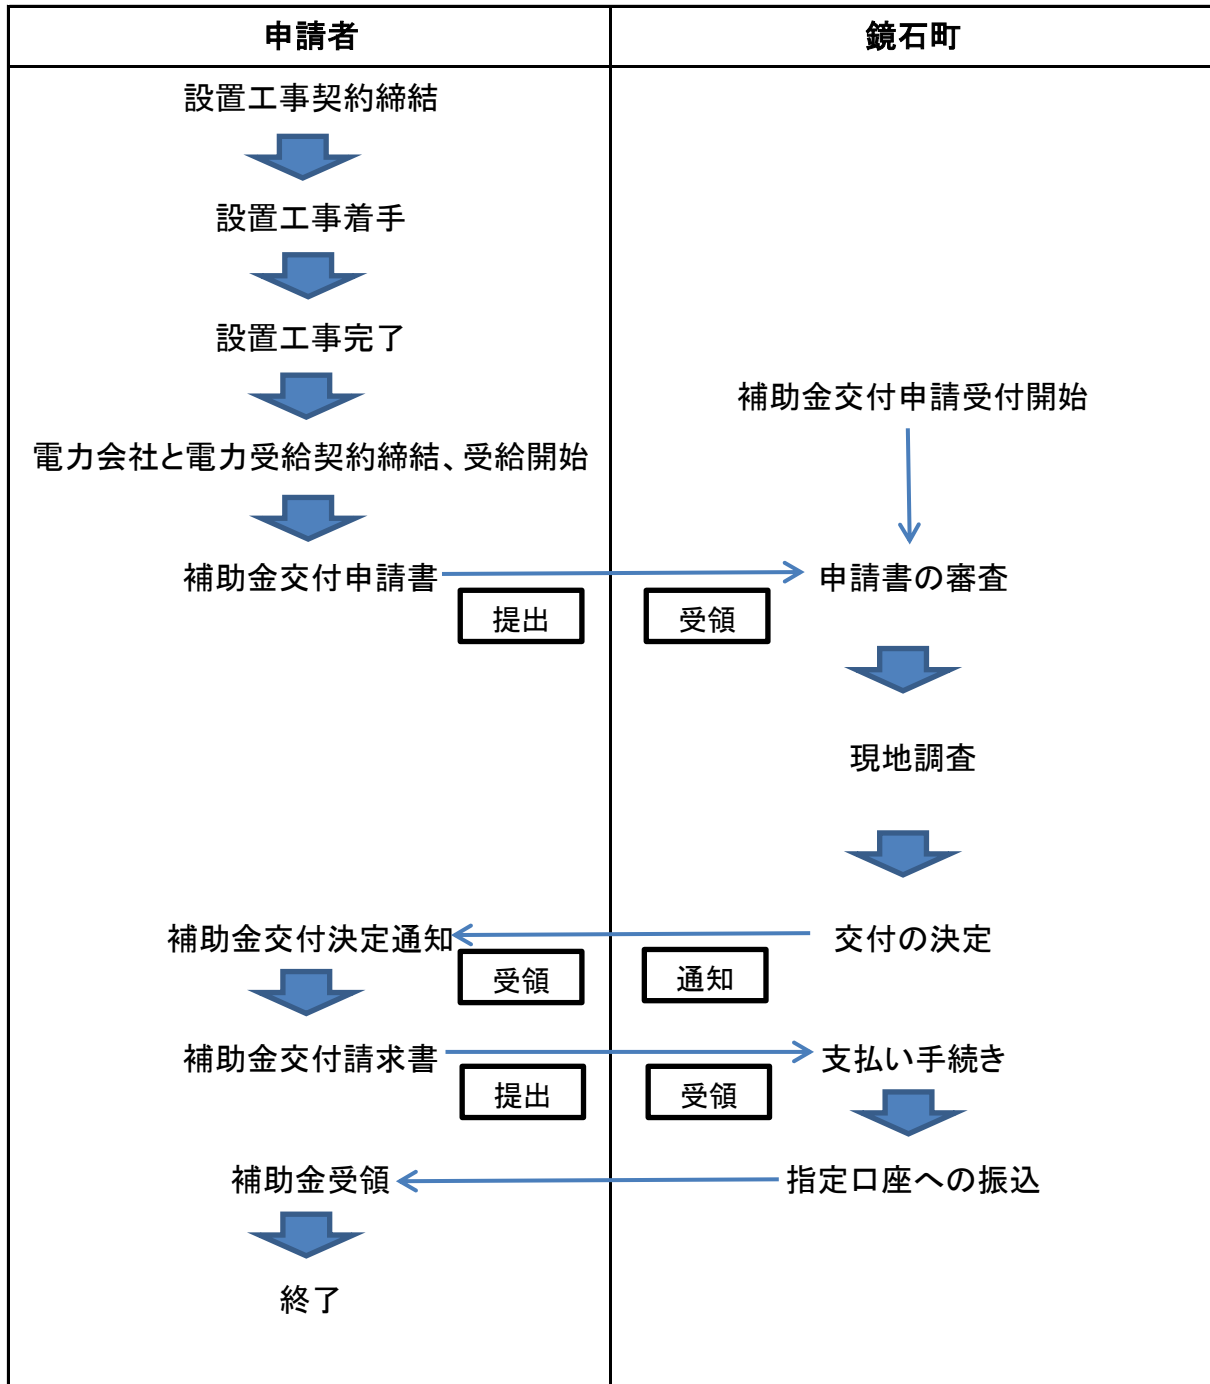 申請者
鏡石町
設置工事契約締結
設置工事着手
設置工事完了
補助金交付申請受付開始
電力会社と電力受給契約締結、受給開始
補助金交付申請書
申請書の審査
提出
受領
現地調査
補助金交付決定通知
交付の決定
受領
通知
補助金交付請求書
支払い手続き
提出
受領
補助金受領
指定口座への振込
終了